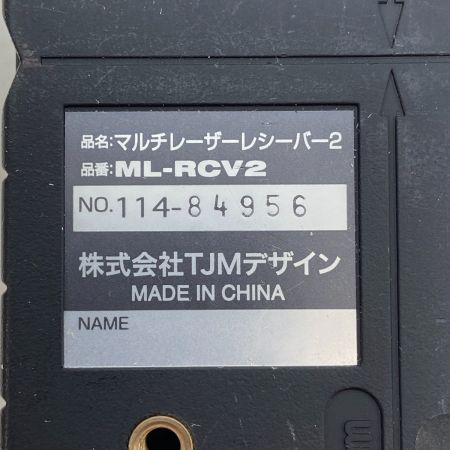 品名:マルチレーザーレシーバー2
品番:ML-RCV2
NO.114-84956
株式会社TJMデザイン
MADE IN CHINA
NAME